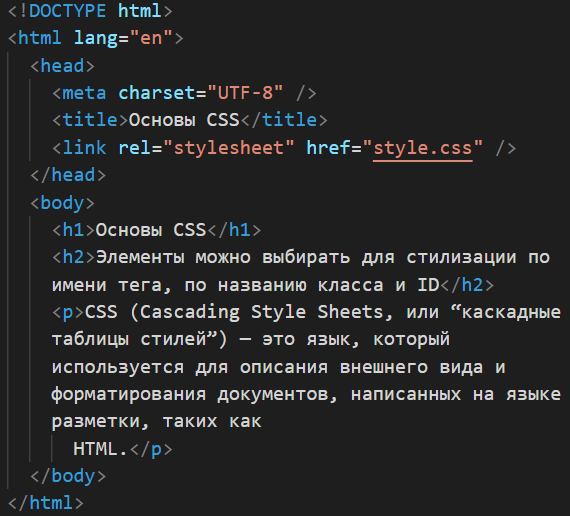 <!DOCTYPE html>
<html lang="en">
<head>
<meta charset="UTF-8" />
<title>Основы CSS</title>
<link rel="stylesheet" href="style.css" />
</head>
<body>
<h1>Основы CSS</h1>
<h2>Элементы можно выбирать для стилизации по
имени тега, по названию класса и ID</h2>
<p>CSS (Cascading Style Sheets, или “каскадные
таблицы стилей”) — это язык, который
используется для описания внешнего вида и
форматирования документов, написанных на языке
разметки, таких как
HTML.</p>
</body>
</html>